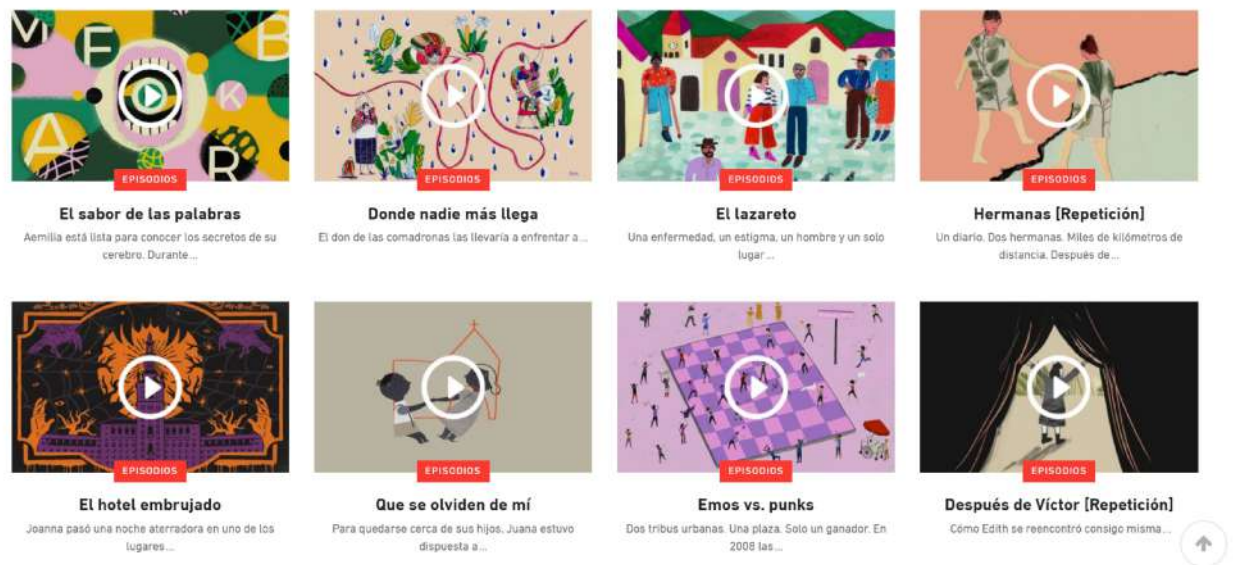 M F B
K
A R
EPISODIOS
EPISODIOS
EPISODIOS
EPISODIOS
El sabor de las palabras
Aemilia está lista para conocer los secretos de su
cerebro. Durante...
Donde nadie más llega
El don de las comadronas las llevaría a enfrentar a...
El lazareto
Una enfermedad, un estigma, un hombre y un solo
lugar...
Hermanas [Repetición]
Un diario. Dos hermanas. Miles de kilómetros de
distancia. Después de...
EPISODIOS
EPISODIOS
EPISODIOS
EPISODIOS
El hotel embrujado
Joanna pasó una noche aterradora en uno de los
lugares...
Que se olviden de mí
Para quedarse cerca de sus hijos, Juana estuvo
dispuesta a...
Emos vs. punks
Dos tribus urbanas. Una plaza. Solo un ganador. En
2008 las...
Después de Víctor [Repetición]
Cómo Edith se reencontró consigo misma...